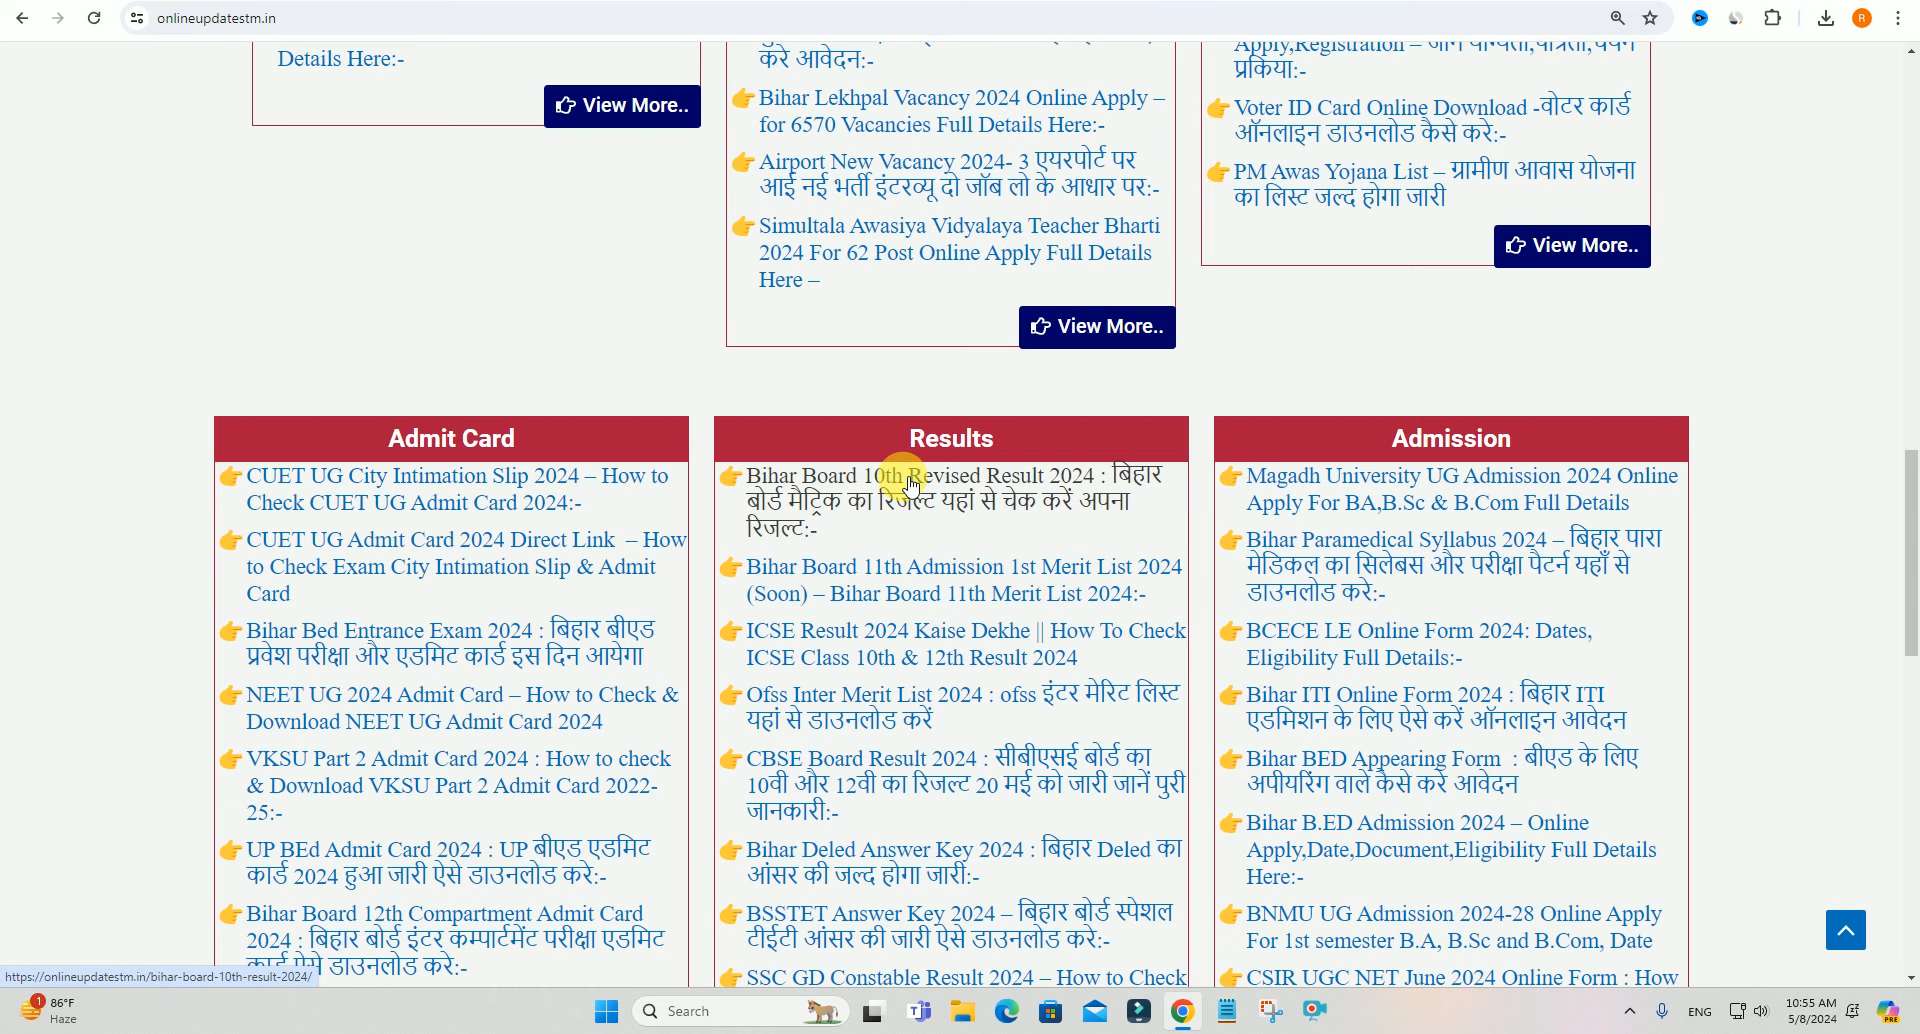 onlineupdatestm.in
Details Here:-
View More..
करे आवेदन:-
Bihar Lekhpal Vacancy 2024 Online Apply –
for 6570 Vacancies Full Details Here:-
Airport New Vacancy 2024- 3 एयरपोर्ट पर
आई नई भर्ती इंटरव्यू दो जॉब लो के आधार पर:-
Simultala Awasiya Vidyalaya Teacher Bharti
2024 For 62 Post Online Apply Full Details
Here –
View More..
Apply,Registration – जाने योग्यता,पात्रता,चयन
प्रकिया:-
Voter ID Card Online Download -वोटर कार्ड
ऑनलाइन डाउनलोड कैसे करे:-
PM Awas Yojana List – ग्रामीण आवास योजना
का लिस्ट जल्द होगा जारी
View More..
Admit Card
CUET UG City Intimation Slip 2024 – How to
Check CUET UG Admit Card 2024:-
CUET UG Admit Card 2024 Direct Link – How
to Check Exam City Intimation Slip & Admit
Card
Bihar Bed Entrance Exam 2024 : बिहार बीएड
प्रवेश परीक्षा और एडमिट कार्ड इस दिन आयेगा
NEET UG 2024 Admit Card – How to Check &
Download NEET UG Admit Card 2024
VKSU Part 2 Admit Card 2024 : How to check
& Download VKSU Part 2 Admit Card 2022-
25:-
UP BEd Admit Card 2024 : UP बीएड एडमिट
कार्ड 2024 हुआ जारी ऐसे डाउनलोड करे:-
Bihar Board 12th Compartment Admit Card
2024 : बिहार बोर्ड इंटर कम्पार्टमेंट परीक्षा एडमिट
कार्ड ऐसे डाउनलोड करे:-
Results
Bihar Board 10th Revised Result 2024 : बिहार
बोर्ड मैट्रिक का रिजल्ट यहां से चेक करें अपना
रिजल्ट:-
Bihar Board 11th Admission 1st Merit List 2024
(Soon) – Bihar Board 11th Merit List 2024:-
ICSE Result 2024 Kaise Dekhe || How To Check
ICSE Class 10th & 12th Result 2024
Ofss Inter Merit List 2024 : ofss इंटर मेरिट लिस्ट
यहां से डाउनलोड करें
CBSE Board Result 2024 : सीबीएसई बोर्ड का
10वी और 12वी का रिजल्ट 20 मई को जारी जानें पुरी
जानकारी:-
Bihar Deled Answer Key 2024 : बिहार Deled का
आंसर की जल्द होगा जारी:-
BSSTET Answer Key 2024 – बिहार बोर्ड स्पेशल
टीईटी आंसर की जारी ऐसे डाउनलोड करे:-
SSC GD Constable Result 2024 – How to Check
Admission
Magadh University UG Admission 2024 Online
Apply For BA,B.Sc & B.Com Full Details
Bihar Paramedical Syllabus 2024 – बिहार पारा
मेडिकल का सिलेबस और परीक्षा पैटर्न यहाँ से
डाउनलोड करे:-
BCECE LE Online Form 2024: Dates,
Eligibility Full Details:-
Bihar ITI Online Form 2024 : बिहार ITI
एडमिशन के लिए ऐसे करें ऑनलाइन आवेदन
Bihar BED Appearing Form : बीएड के लिए
अपीयरिंग वाले कैसे करे आवेदन
Bihar B.ED Admission 2024 – Online
Apply,Date,Document,Eligibility Full Details
Here:-
BNMU UG Admission 2024-28 Online Apply
For 1st semester B.A, B.Sc and B.Com, Date
CSIR UGC NET June 2024 Online Form : How
https://onlineupdatestm.in/bihar-board-10th-result-2024/
1
86°F
Haze
Search
ENG
10:55 AM
5/8/2024
R
PRE